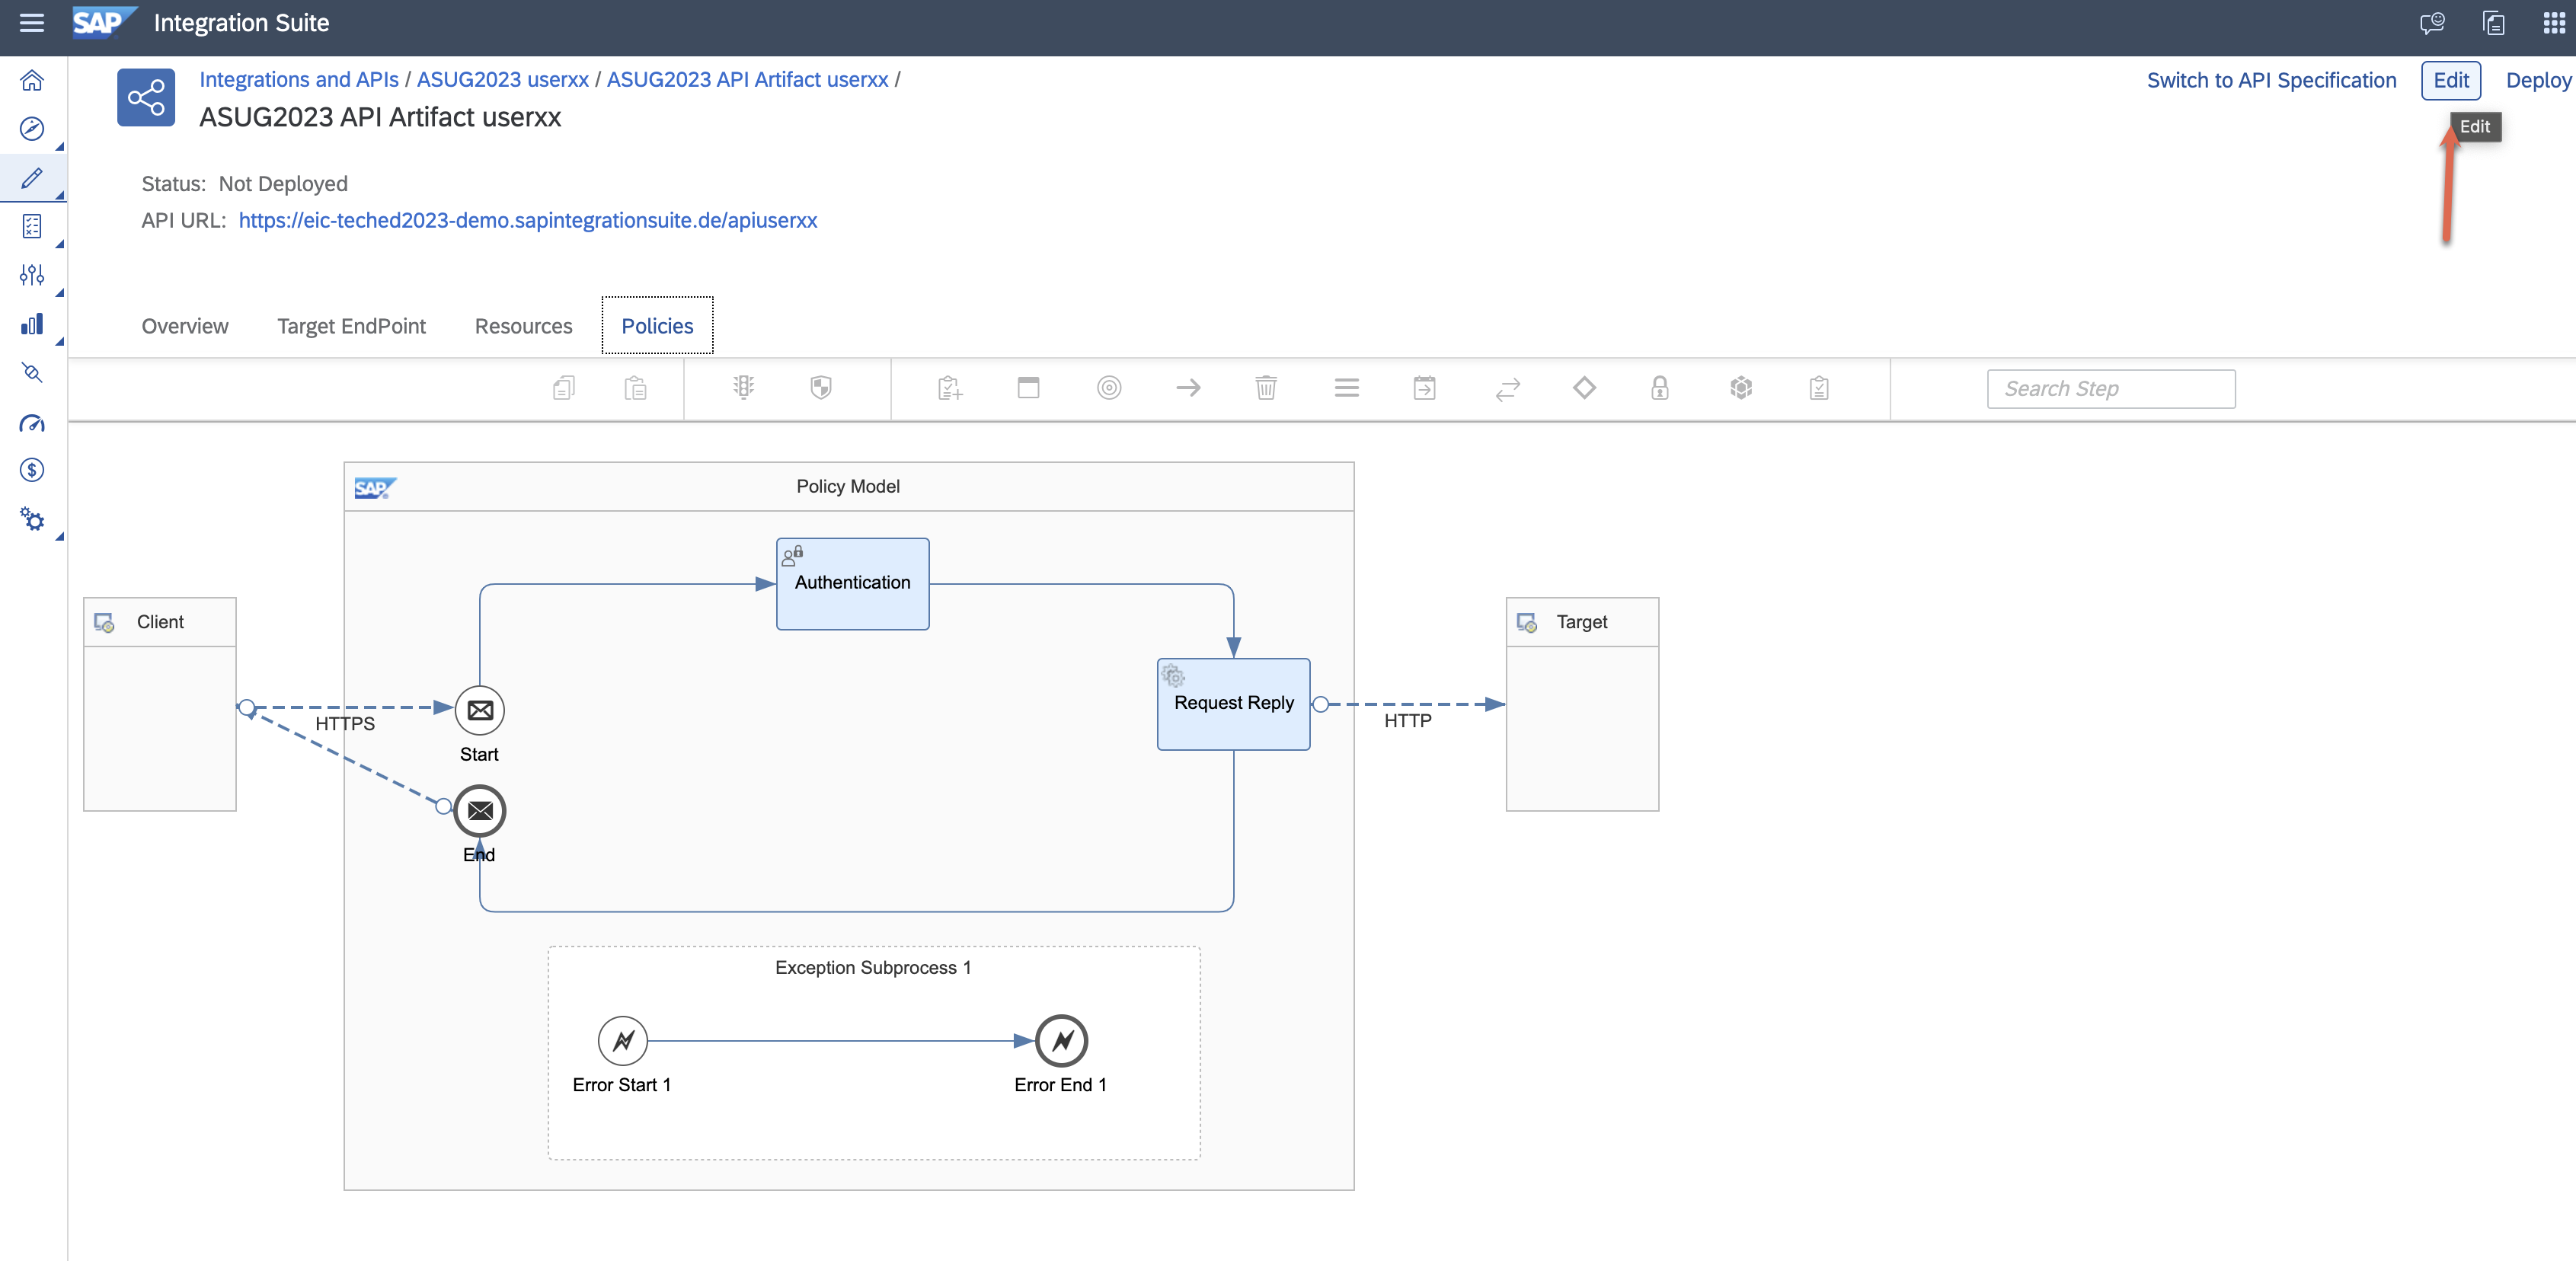 SAP Integration Suite
Integrations and APIs / ASUG2023 userxx / ASUG2023 API Artifact userxx /
Switch to API Specification Edit Deploy
ASUG2023 API Artifact userxx
Edit
Status: Not Deployed
API URL: https://eic-teched2023-demo.sapintegrationsuite.de/apiuserxx
Overview Target EndPoint Resources Policies
Search Step
SAP Policy Model
Authentication
Client
Target
Request Reply
HTTPS
HTTP
Start
End
Exception Subprocess 1
Error Start 1
Error End 1